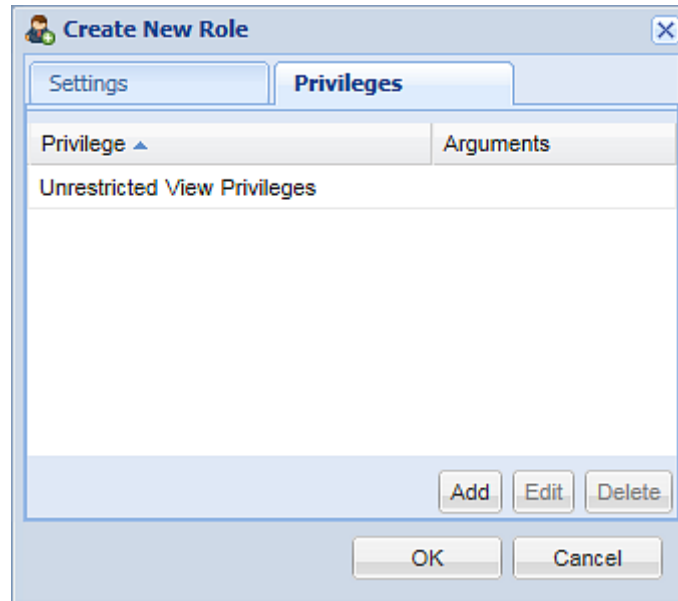 Create New Role
Settings Privileges
Privilege Arguments
Unrestricted View Privileges
Add Edit Delete
OK Cancel